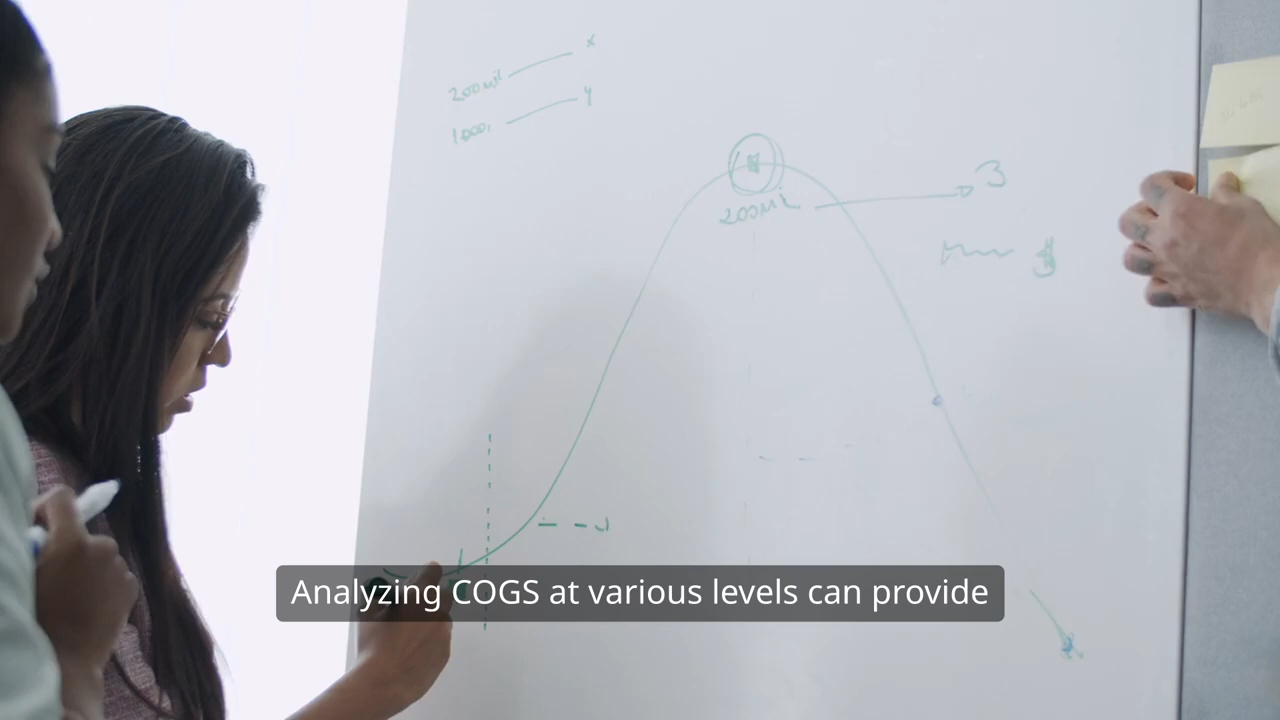 200mil x
1000, y
200Mil 3
Analyzing COGS at various levels can provide